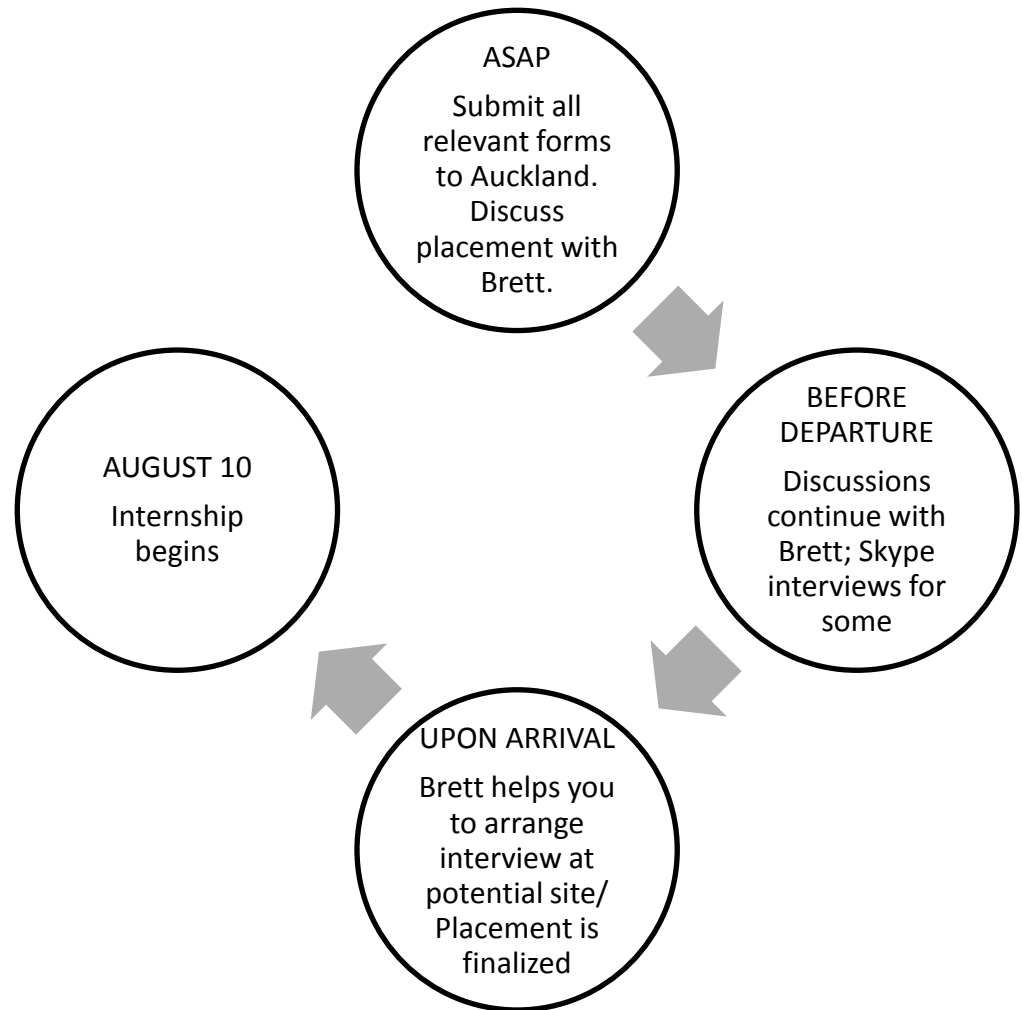 ASAP
Submit all
relevant forms
to Auckland.
Discuss
placement with
Brett.
BEFORE
DEPARTURE
Discussions
continue with
Brett; Skype
interviews for
some
UPON ARRIVAL
Brett helps you
to arrange
interview at
potential site/
Placement is
finalized
AUGUST 10
Internship
begins